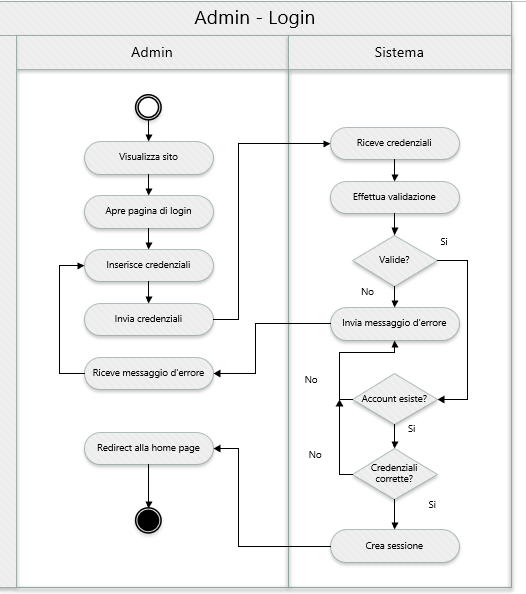 Admin - Login
Admin
Sistema
Visualizza sito
Apre pagina di login
Inserisce credenziali
Invia credenziali
Riceve messaggio d'errore
Redirect alla home page
Riceve credenziali
Effettua validazione
Valide?
Si
No
Invia messaggio d'errore
No
Account esiste?
Si
No
Credenziali
corrette?
Si
Crea sessione